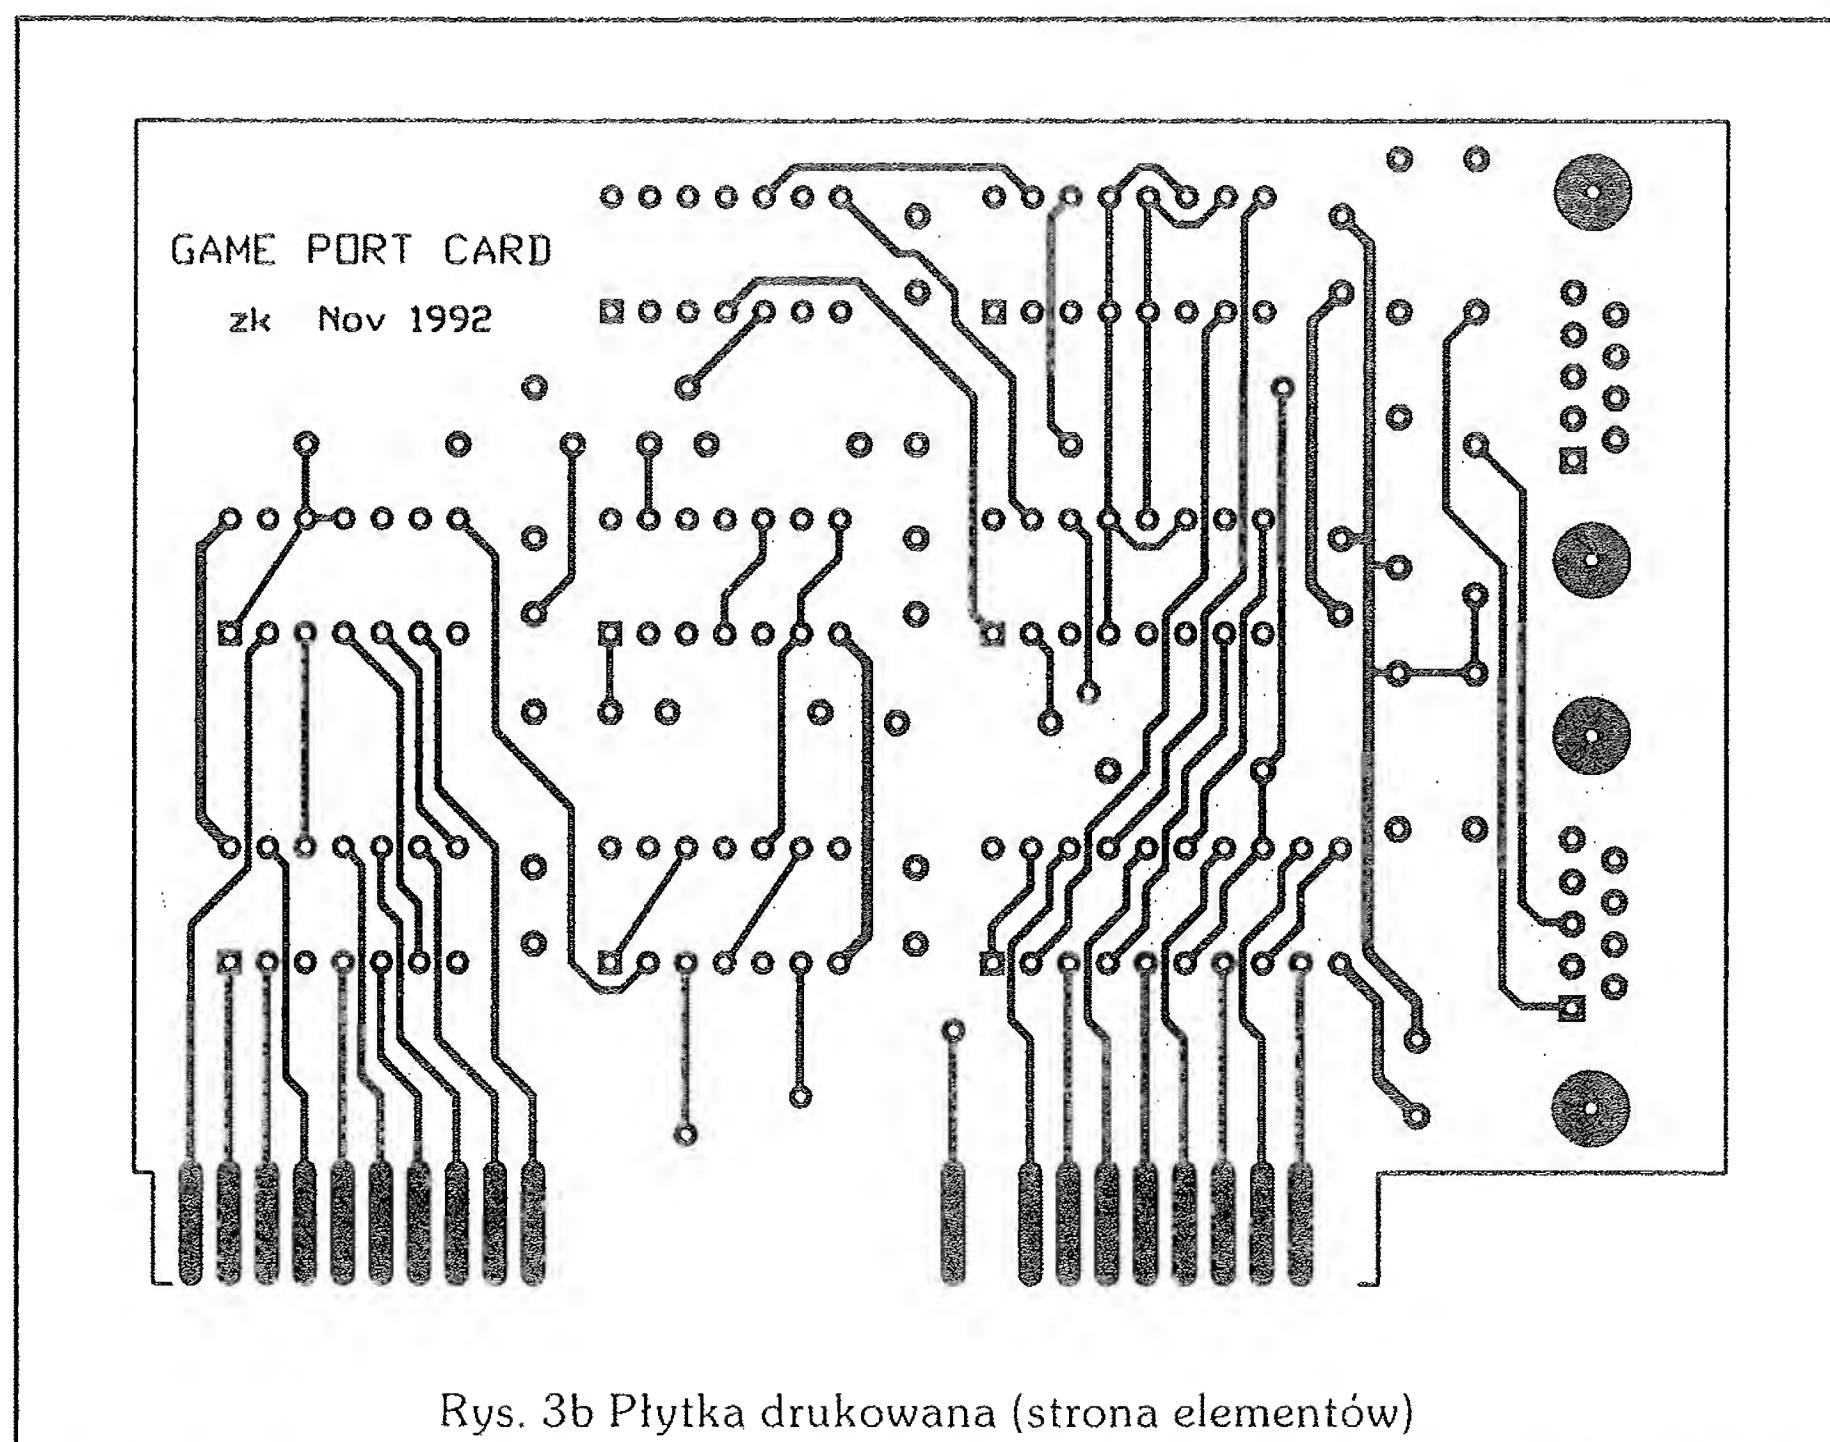 GAME PORT CARD
zk Nov 1992
Rys. 3b Płytka drukowana (strona elementów)